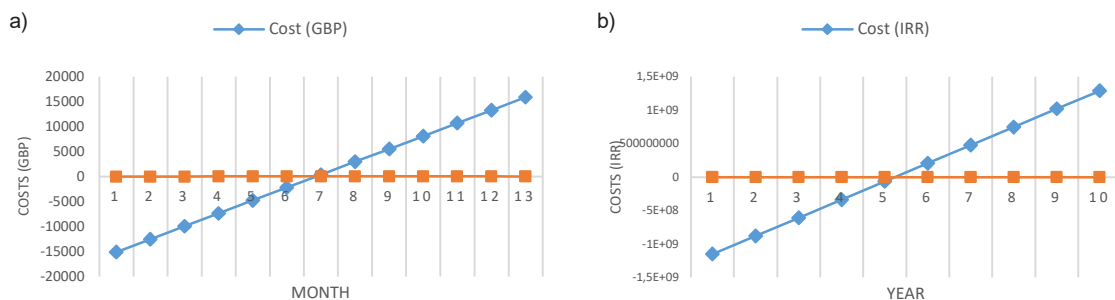 a)
Cost (GBP)
20000
15000
10000
5000
0
-5000
-10000
-15000
-20000
COSTS (GBP)
1 2 3 4 5 6 7 8 9 10 11 12 13
MONTH
b)
Cost (IRR)
1,5E+09
1E+09
500000000
0
-5E+08
-1E+09
-1,5E+09
COSTS (IRR)
1 2 3 4 5 6 7 8 9 10
YEAR